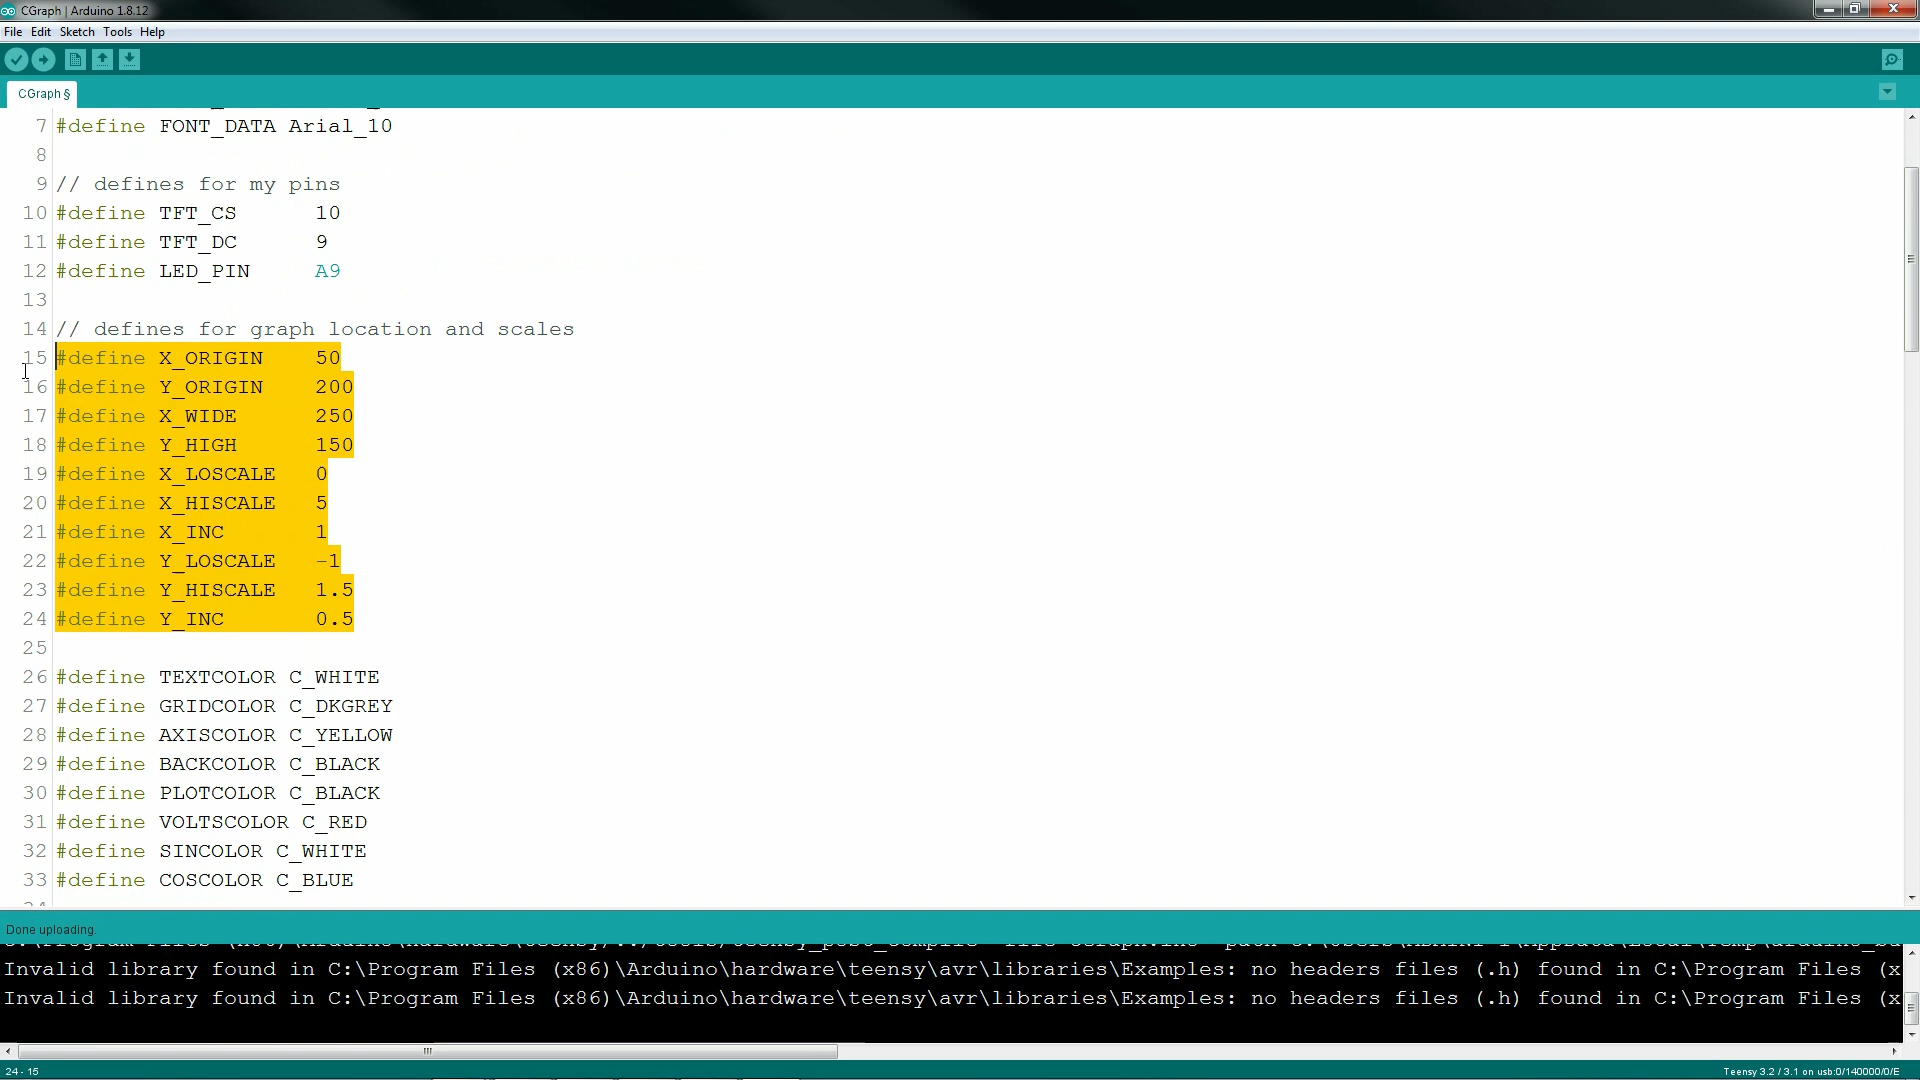 CGraph | Arduino 1.8.12
File Edit Sketch Tools Help
CGraph §
7 #define FONT_DATA Arial_10
8
9 // defines for my pins
10 #define TFT_CS 10
11 #define TFT_DC 9
12 #define LED_PIN A9
13
14 // defines for graph location and scales
15 #define X_ORIGIN 50
16 #define Y_ORIGIN 200
17 #define X_WIDE 250
18 #define Y_HIGH 150
19 #define X_LOSCALE 0
20 #define X_HISCALE 5
21 #define X_INC 1
22 #define Y_LOSCALE -1
23 #define Y_HISCALE 1.5
24 #define Y_INC 0.5
25
26 #define TEXTCOLOR C_WHITE
27 #define GRIDCOLOR C_DKGREY
28 #define AXISCOLOR C_YELLOW
29 #define BACKCOLOR C_BLACK
30 #define PLOTCOLOR C_BLACK
31 #define VOLTSCOLOR C_RED
32 #define SINCOLOR C_WHITE
33 #define COSCOLOR C_BLUE
Done uploading.
Invalid library found in C:\Program Files (x86)\Arduino\hardware\teensy\avr\libraries\Examples: no headers files (.h) found in C:\Program Files (x
Invalid library found in C:\Program Files (x86)\Arduino\hardware\teensy\avr\libraries\Examples: no headers files (.h) found in C:\Program Files (x
24 - 15
Teensy 3.2 / 3.1 on usb:0/140000/0/E